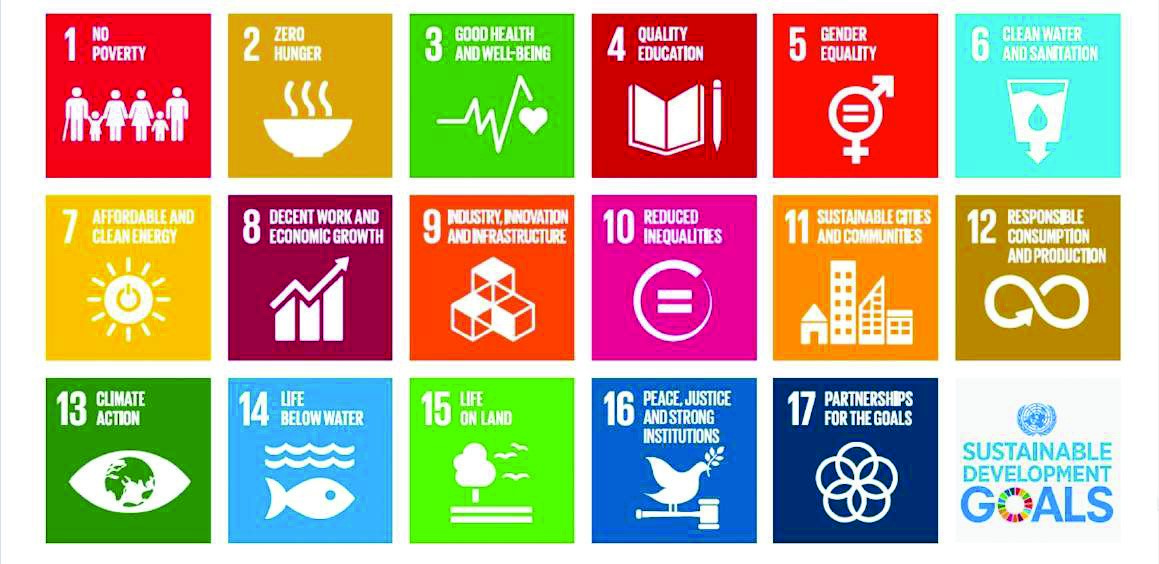 1 NO
POVERTY
2 ZERO
HUNGER
3 GOOD HEALTH
AND WELL-BEING
4 QUALITY
EDUCATION
5 GENDER
EQUALITY
6 CLEAN WATER
AND SANITATION
7 AFFORDABLE AND
CLEAN ENERGY
8 DECENT WORK AND
ECONOMIC GROWTH
9 INDUSTRY, INNOVATION
AND INFRASTRUCTURE
10 REDUCED
INEQUALITIES
11 SUSTAINABLE CITIES
AND COMMUNITIES
12 RESPONSIBLE
CONSUMPTION
AND PRODUCTION
13 CLIMATE
ACTION
14 LIFE
BELOW WATER
15 LIFE
ON LAND
16 PEACE, JUSTICE
AND STRONG
INSTITUTIONS
17 PARTNERSHIPS
FOR THE GOALS
SUSTAINABLE
DEVELOPMENT
GOALS